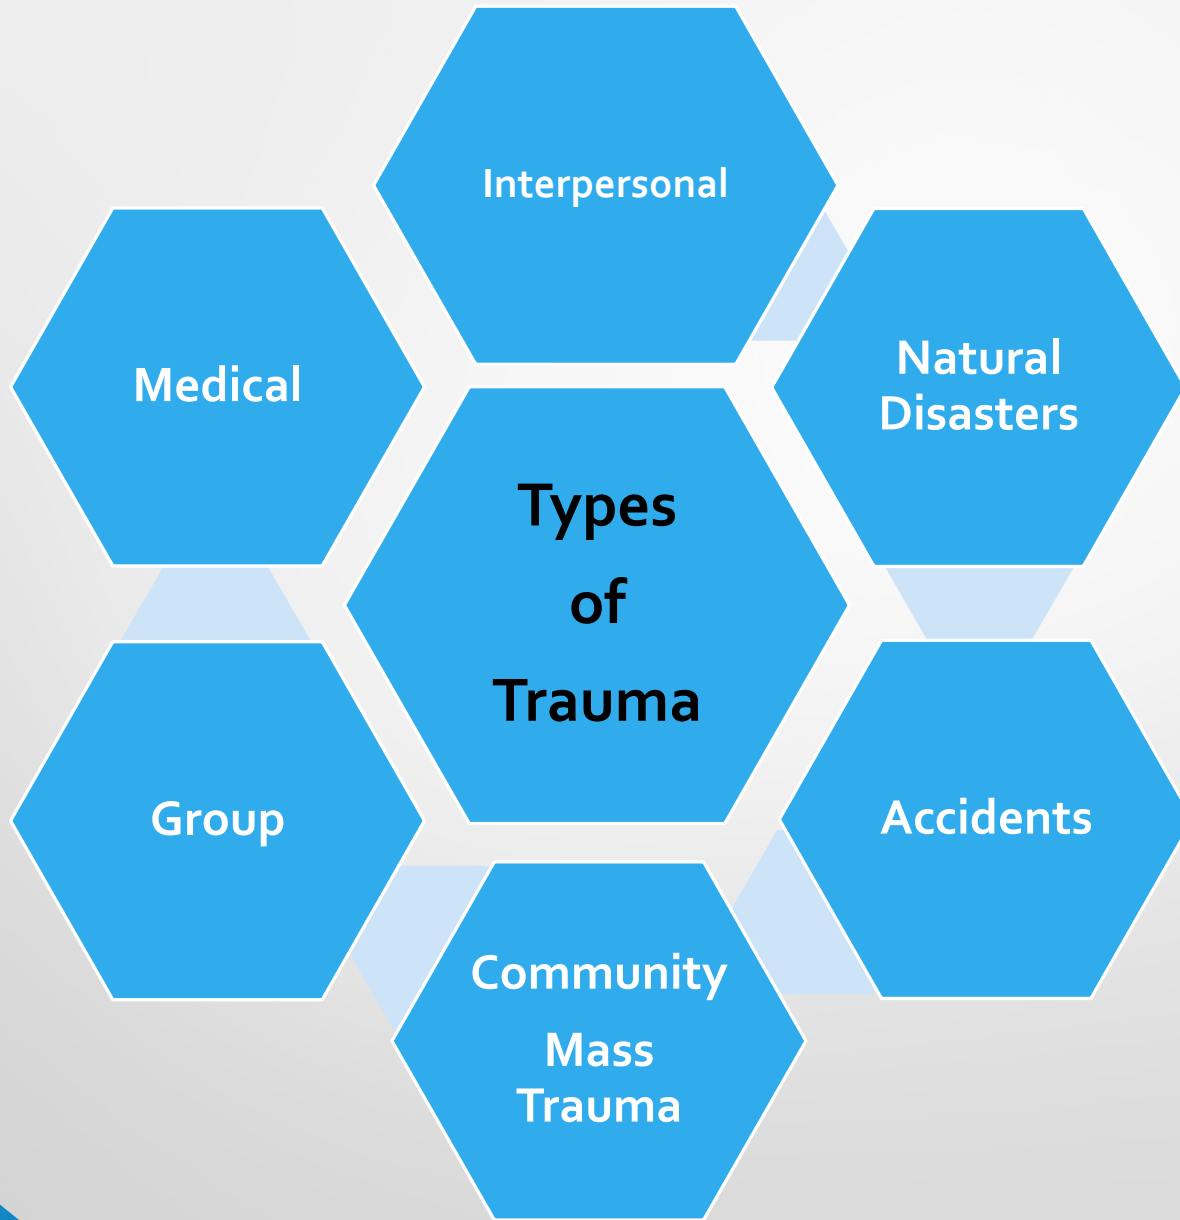 Interpersonal
Medical
Natural
Disasters
Types
of
Trauma
Group
Accidents
Community
Mass
Trauma